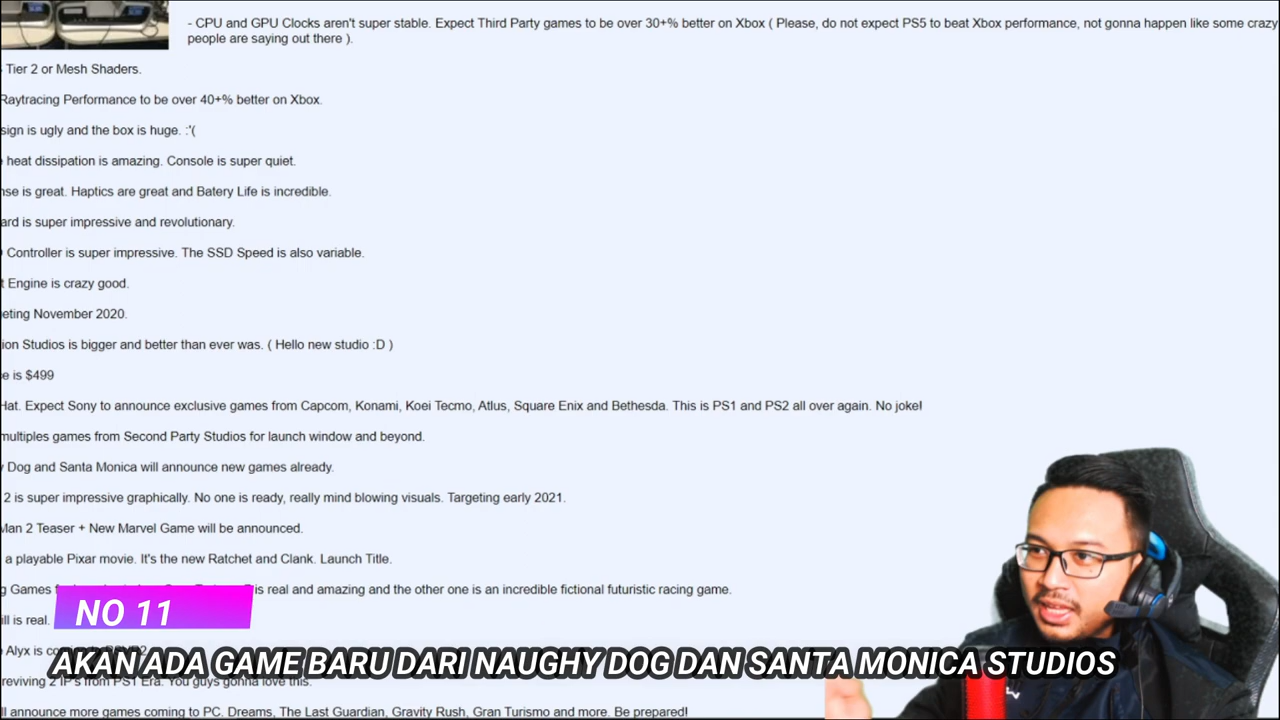 - CPU and GPU Clocks aren't super stable. Expect Third Party games to be over 30+% better on Xbox ( Please, do not expect PS5 to beat Xbox performance, not gonna happen like some crazy
people are saying out there ).
Tier 2 or Mesh Shaders.
Raytracing Performance to be over 40+% better on Xbox.
sign is ugly and the box is huge. :'(
heat dissipation is amazing. Console is super quiet.
nse is great. Haptics are great and Batery Life is incredible.
ard is super impressive and revolutionary.
Controller is super impressive. The SSD Speed is also variable.
t Engine is crazy good.
eting November 2020.
ion Studios is bigger and better than ever was. ( Hello new studio :D )
e is $499
Hat. Expect Sony to announce exclusive games from Capcom, Konami, Koei Tecmo, Atlus, Square Enix and Bethesda. This is PS1 and PS2 all over again. No joke!
multiples games from Second Party Studios for launch window and beyond.
Dog and Santa Monica will announce new games already.
2 is super impressive graphically. No one is ready, really mind blowing visuals. Targeting early 2021.
Man 2 Teaser + New Marvel Game will be announced.
a playable Pixar movie. It's the new Ratchet and Clank. Launch Title.
g Games is real and amazing and the other one is an incredible fictional futuristic racing game.
NO 11
ill is real.
Alyx is
AKAN ADA GAME BARU DARI NAUGHY DOG DAN SANTA MONICA STUDIOS
reviving 2 IP's from PS1 Era. You guys gonna love this.
ll announce more games coming to PC. Dreams, The Last Guardian, Gravity Rush, Gran Turismo and more. Be prepared!